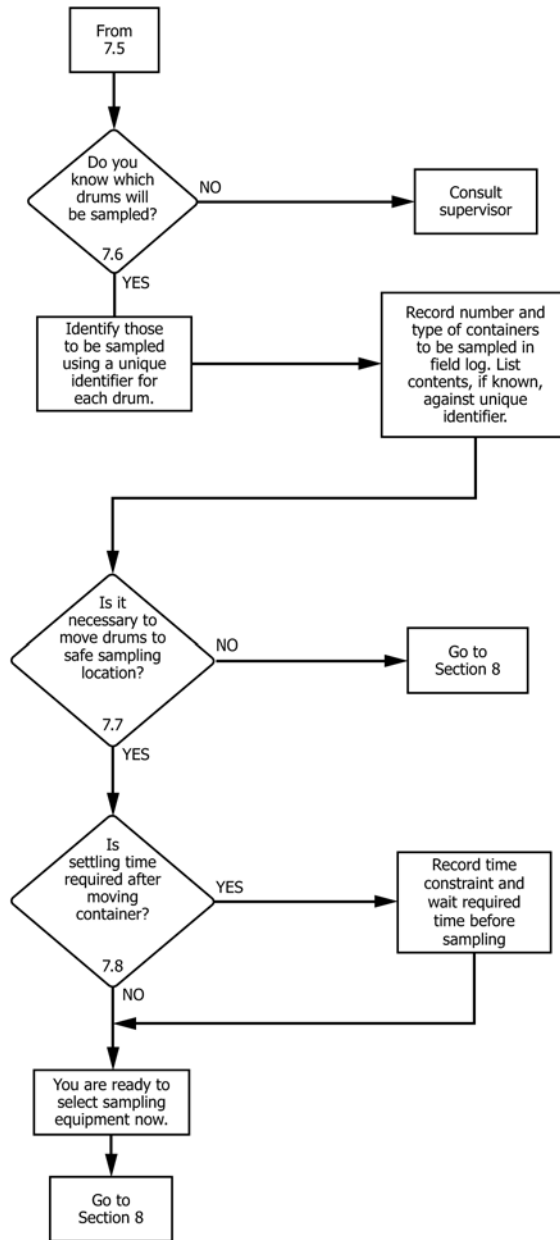 From
7.5
Do you
know which
drums will
be sampled?
7.6
NO
Consult
supervisor
YES
Identify those
to be sampled
using a unique
identifier for
each drum.
Record number and
type of containers
to be sampled in
field log. List
contents, if known,
against unique
identifier.
Is it
necessary to
move drums to
safe sampling
location?
7.7
NO
Go to
Section 8
YES
Is
settling time
required after
moving
container?
7.8
YES
Record time
constraint and
wait required
time before
sampling
NO
You are ready to
select sampling
equipment now.
Go to
Section 8